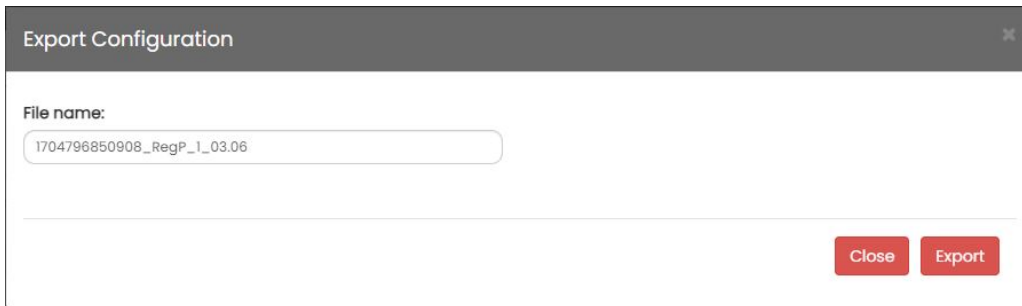 Export Configuration
File name:
1704796850908_RegP_1_03.06
Close Export